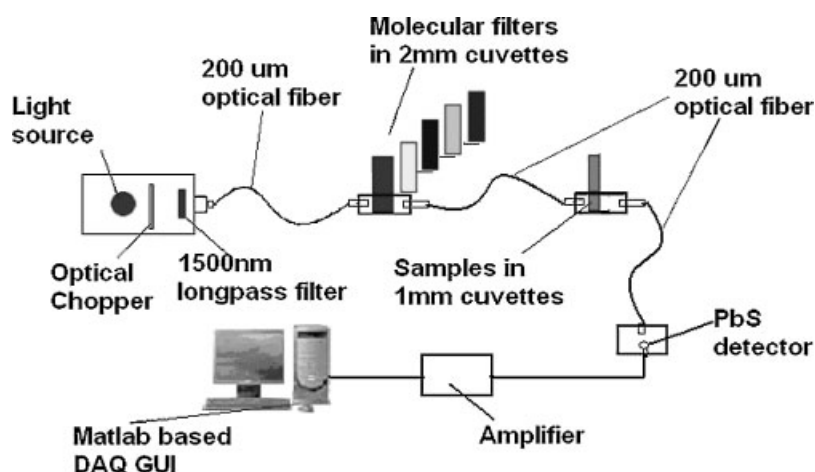 Molecular filters
in 2mm cuvettes
200 um
optical fiber
200 um
optical fiber
Light
source
Optical
Chopper
1500nm
longpass filter
Samples in
1mm cuvettes
PbS
detector
Amplifier
Matlab based
DAQ GUI